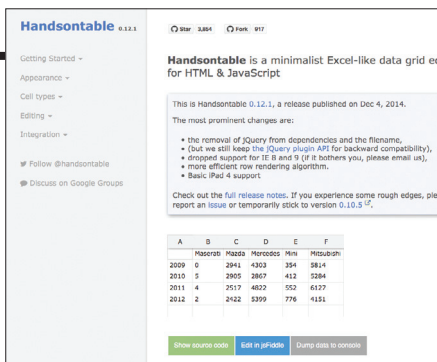 Handsontable 0.12.1
Getting Started
Appearance
Cell types
Editing
Integration
Follow @handsontable
Discuss on Google Groups
Star 3,864 Fork 917
Handsontable is a minimalist Excel-like data grid ed
for HTML & JavaScript
This is Handsontable 0.12.1, a release published on Dec 4, 2014.
The most prominent changes are:
• the removal of jQuery from dependencies and the filename,
• (but we still keep the jQuery plugin API for backward compatibility),
• dropped support for IE 8 and 9 (if it bothers you, please email us),
• more efficient row rendering algorithm.
• Basic iPad 4 support
Check out the full release notes. If you experience some rough edges, ple
report an issue or temporarily stick to version 0.10.5.
A B C D E F
Maserati Mazda Mercedes Mini Mitsubishi
2009 0 2941 4303 354 5814
2010 5 2905 2867 412 5284
2011 4 2517 4822 552 6127
2012 2 2422 5399 776 4151
Show source code Edit in jsFiddle Dump data to console